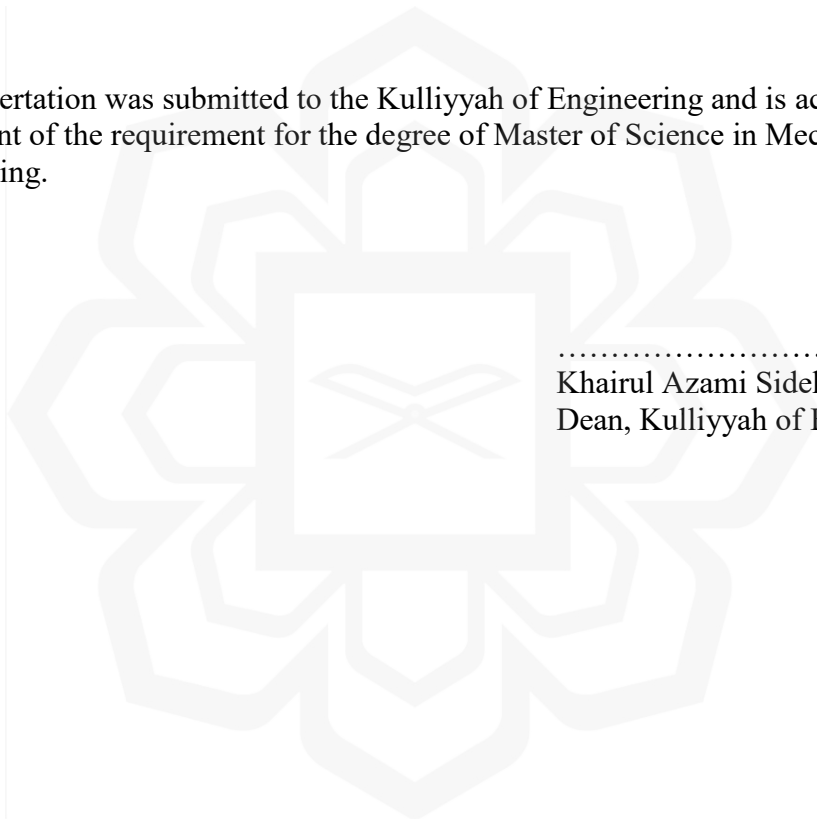 ertation was submitted to the Kulliyyah of Engineering and is ac
nt of the requirement for the degree of Master of Science in Mec
ing.
……………………
Khairul Azami Sidel
Dean, Kulliyyah of